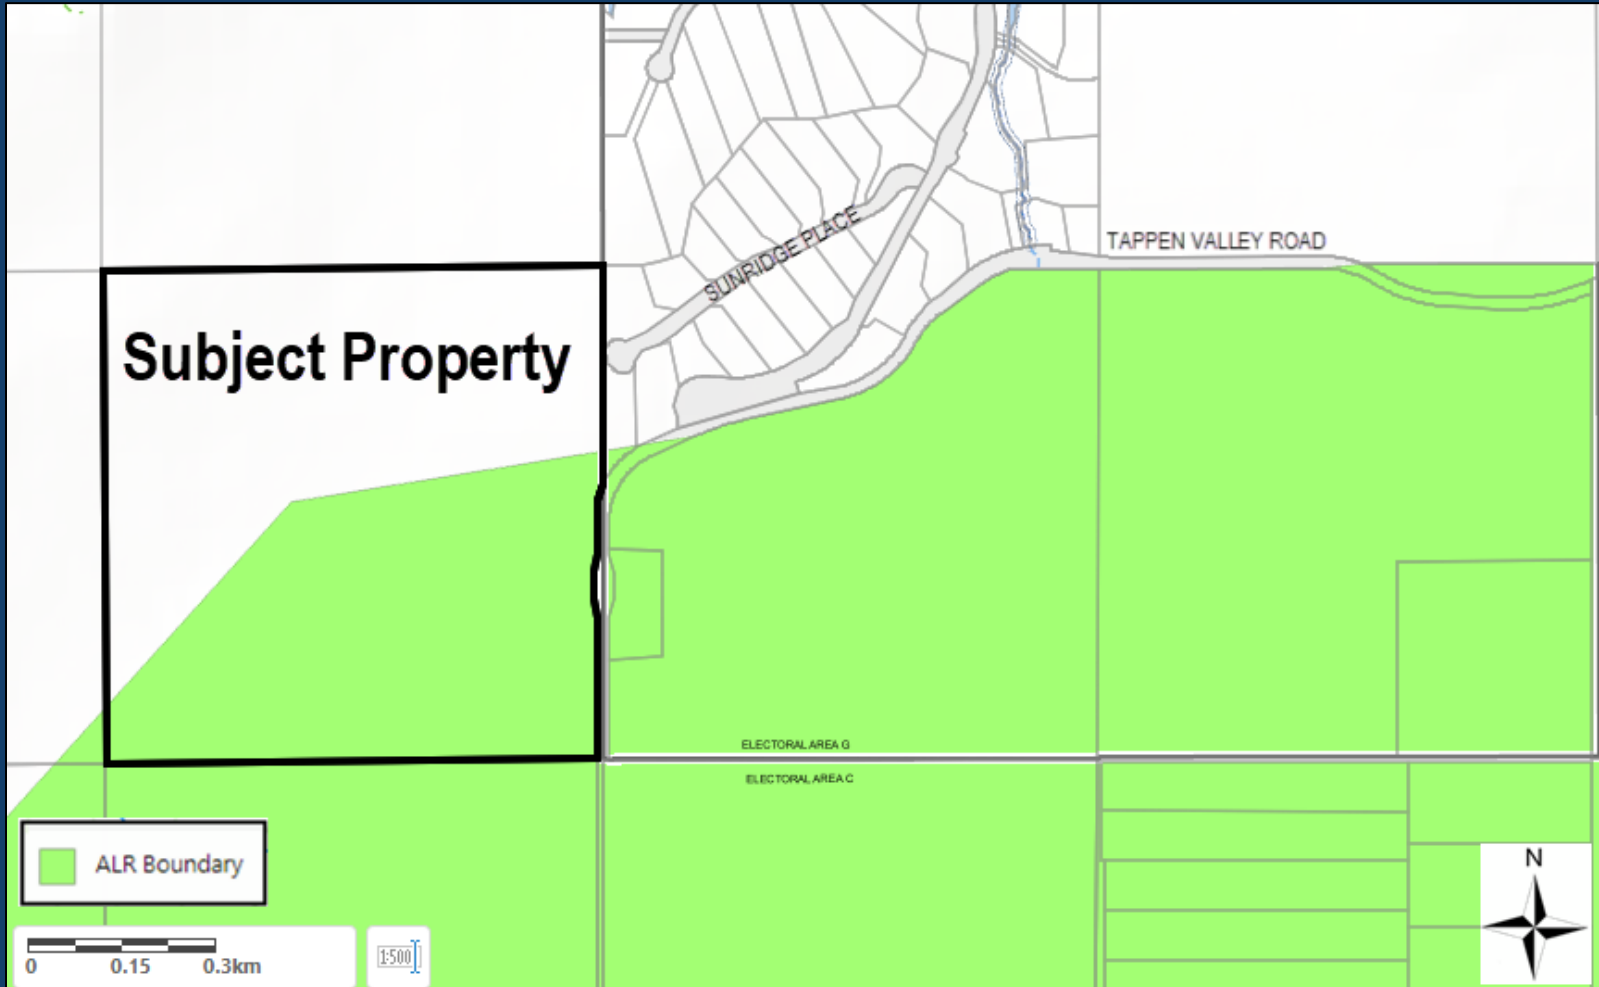 SUNRIDGE PLACE
TAPPEN VALLEY ROAD
Subject Property
ELECTORAL AREA G
ELECTORAL AREA C
ALR Boundary
N
0 0.15 0.3km
1:500